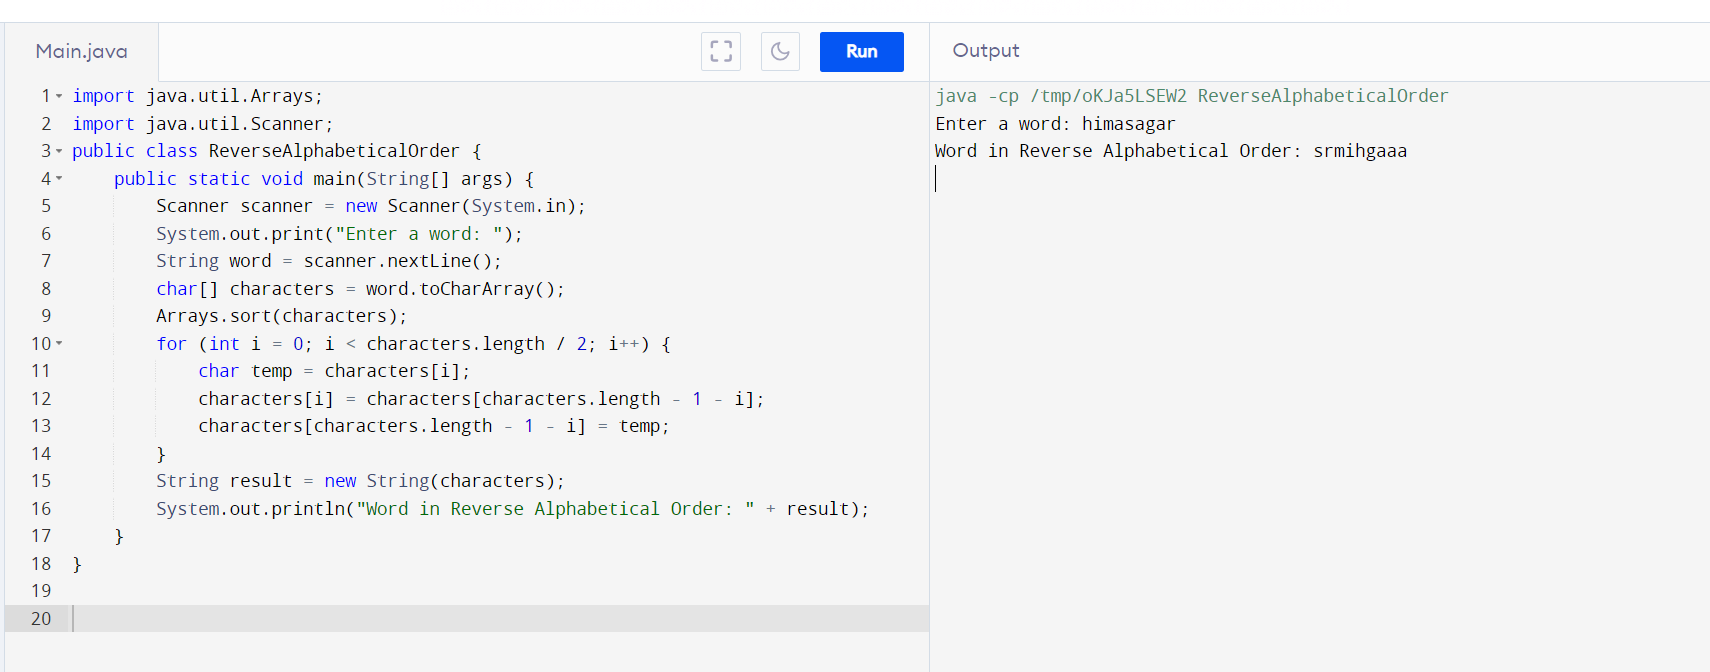 Main.java
Run
Output
1 import java.util.Arrays;
2 import java.util.Scanner;
3 public class ReverseAlphabeticalOrder {
4     public static void main(String[] args) {
5         Scanner scanner = new Scanner(System.in);
6         System.out.print("Enter a word: ");
7         String word = scanner.nextLine();
8         char[] characters = word.toCharArray();
9         Arrays.sort(characters);
10         for (int i = 0; i < characters.length / 2; i++) {
11             char temp = characters[i];
12             characters[i] = characters[characters.length - 1 - i];
13             characters[characters.length - 1 - i] = temp;
14         }
15         String result = new String(characters);
16         System.out.println("Word in Reverse Alphabetical Order: " + result);
17     }
18 }
19
20
java -cp /tmp/oKJa5LSEW2 ReverseAlphabeticalOrder
Enter a word: himasagar
Word in Reverse Alphabetical Order: srmihgaaa